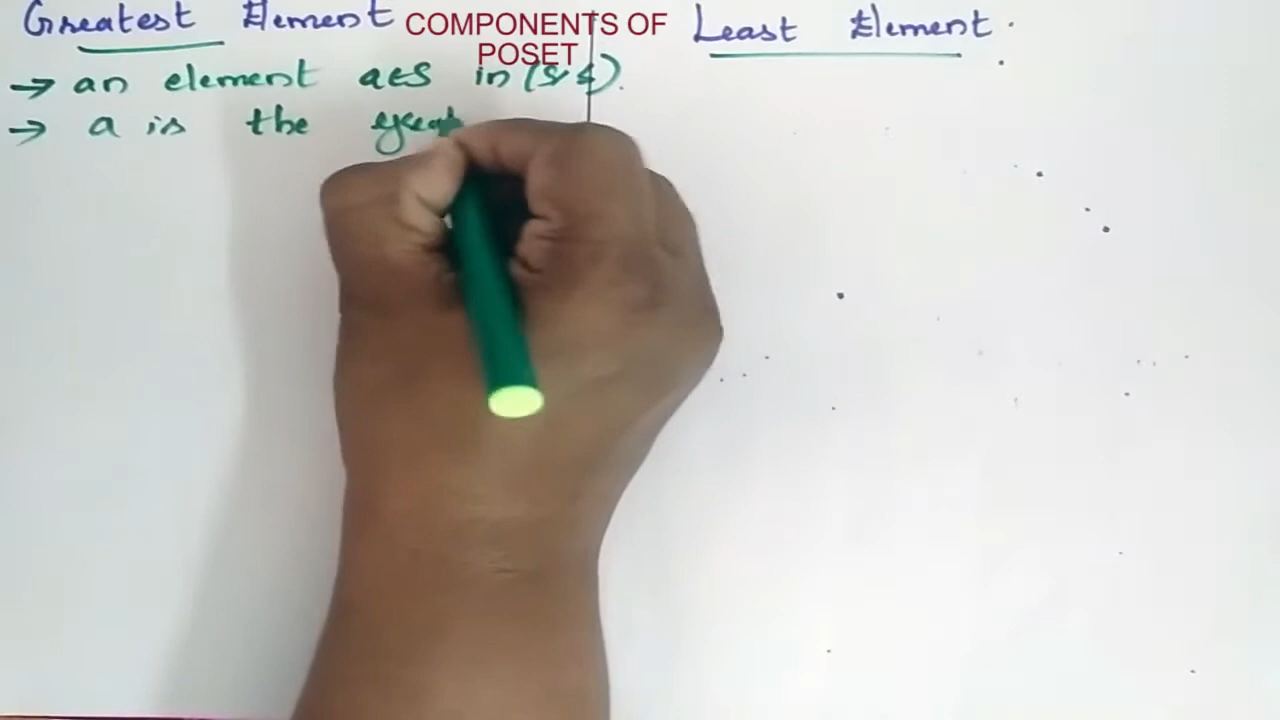 Greatest Element
COMPONENTS OF
POSET
Least Element.
→ an element a∈S in (S, ≤).
→ a is the